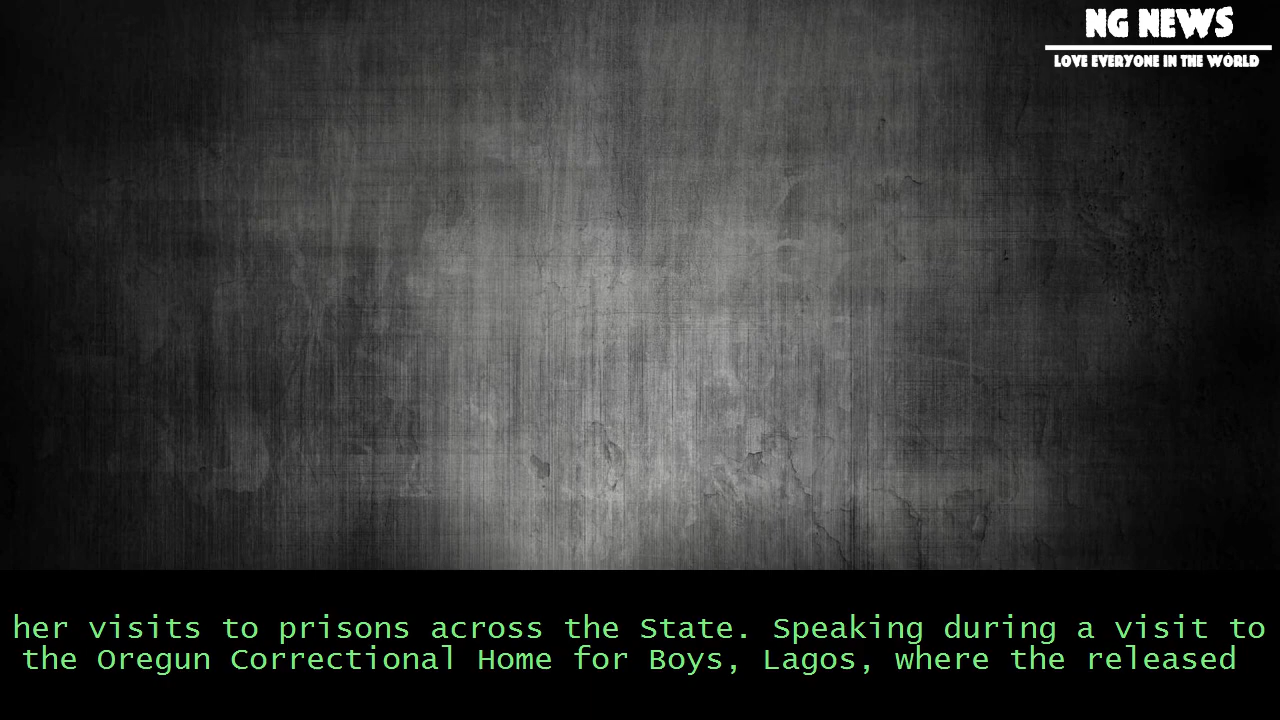 NG NEWS
LOVE EVERYONE IN THE WORLD
her visits to prisons across the State. Speaking during a visit to
the Oregun Correctional Home for Boys, Lagos, where the released